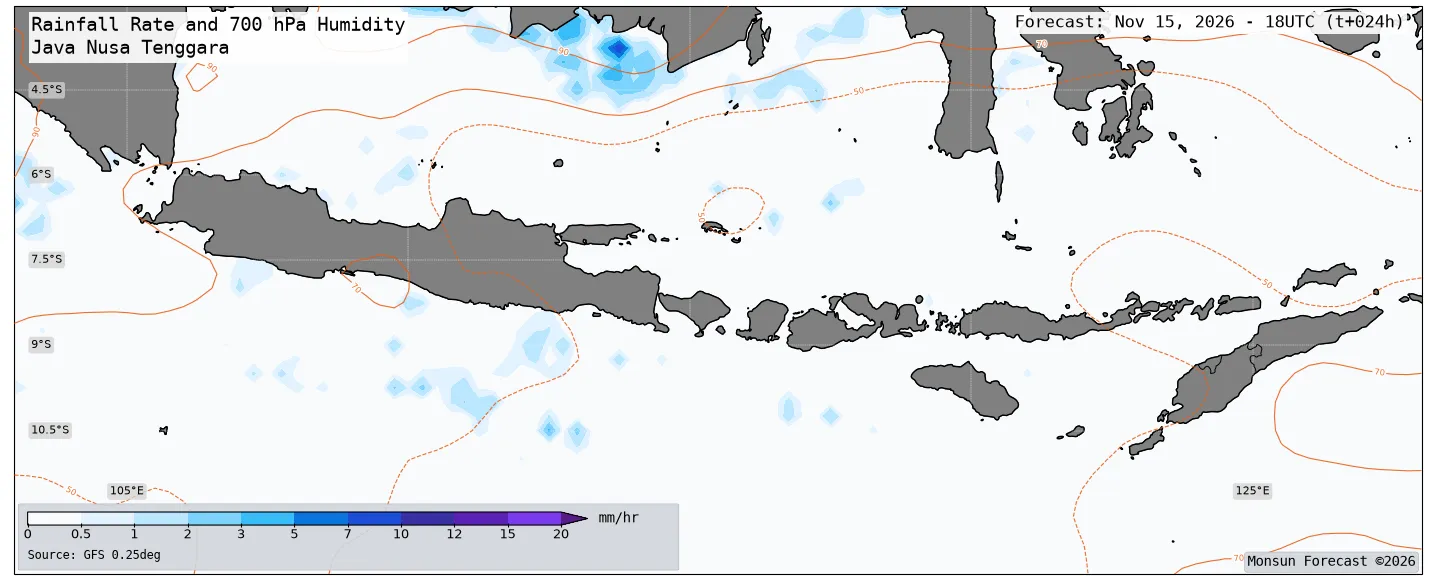 Rainfall Rate and 700 hPa Humidity
Java Nusa Tenggara
Forecast: Nov 15, 2026 - 18UTC (t+024h)
90
70
90
50
4.5°S
90
6°S
50
7.5°S
70
50
9°S
70
10.5°S
50
105°E
125°E
0 0.5 1 2 3 5 7 10 12 15 20 mm/hr
Source: GFS 0.25deg
70
Monsun Forecast ©2026